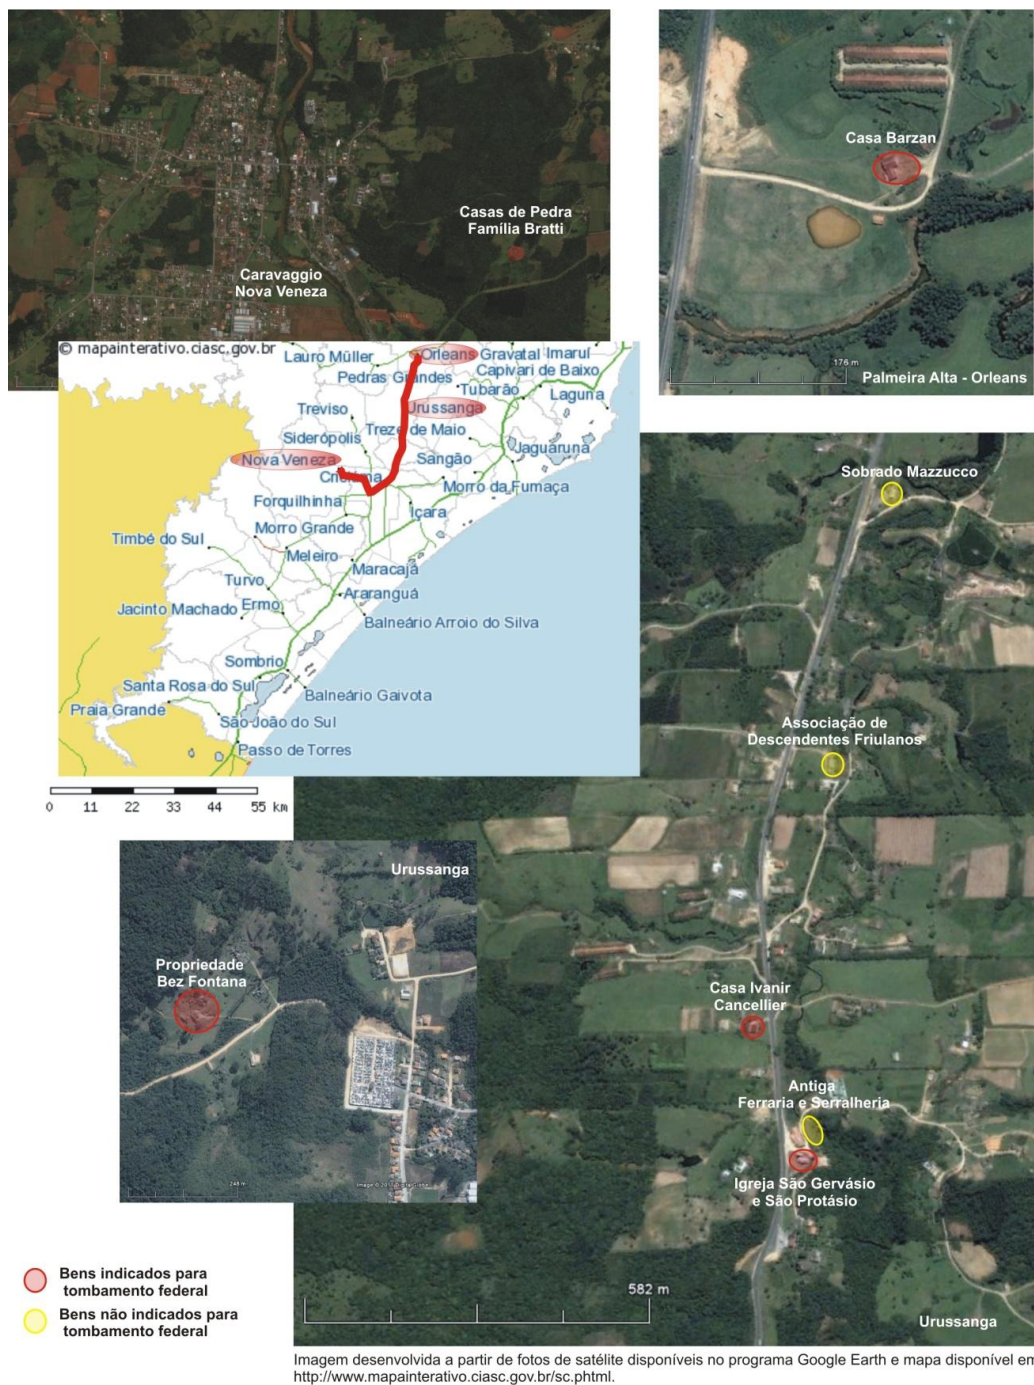 Casa Barzan
Casas de Pedra
Família Bratti
Caravaggio
Nova Veneza
176 m
Palmeira Alta - Orleans
© mapainterativo.ciasc.gov.br
Lauro Müller
Orleans
Gravatal
Imaruí
Pedras Grandes
Capivari de Baixo
Tubarão
Laguna
Treviso
Urussanga
Treze de Maio
Siderópolis
Jaguaruna
Nova Veneza
Sangão
Criciúma
Morro da Fumaça
Forquilhinha
Içara
Morro Grande
Timbé do Sul
Meleiro
Maracajá
Turvo
Araranguá
Jacinto Machado
Ermo
Balneário Arroio do Silva
Sombrio
Santa Rosa do Sul
Balneário Gaivota
Praia Grande
São João do Sul
Passo de Torres
0 11 22 33 44 55 km
Sobrado Mazzucco
Associação de
Descendentes Friulanos
Urussanga
Propriedade
Bez Fontana
248 m
Casa Ivanir
Cancellier
Antiga
Ferraria e Serralheria
Igreja São Gervásio
e São Protásio
582 m
Urussanga
Bens indicados para
tombamento federal
Bens não indicados para
tombamento federal
Imagem desenvolvida a partir de fotos de satélite disponíveis no programa Google Earth e mapa disponível em
http://www.mapainterativo.ciasc.gov.br/sc.phtml.